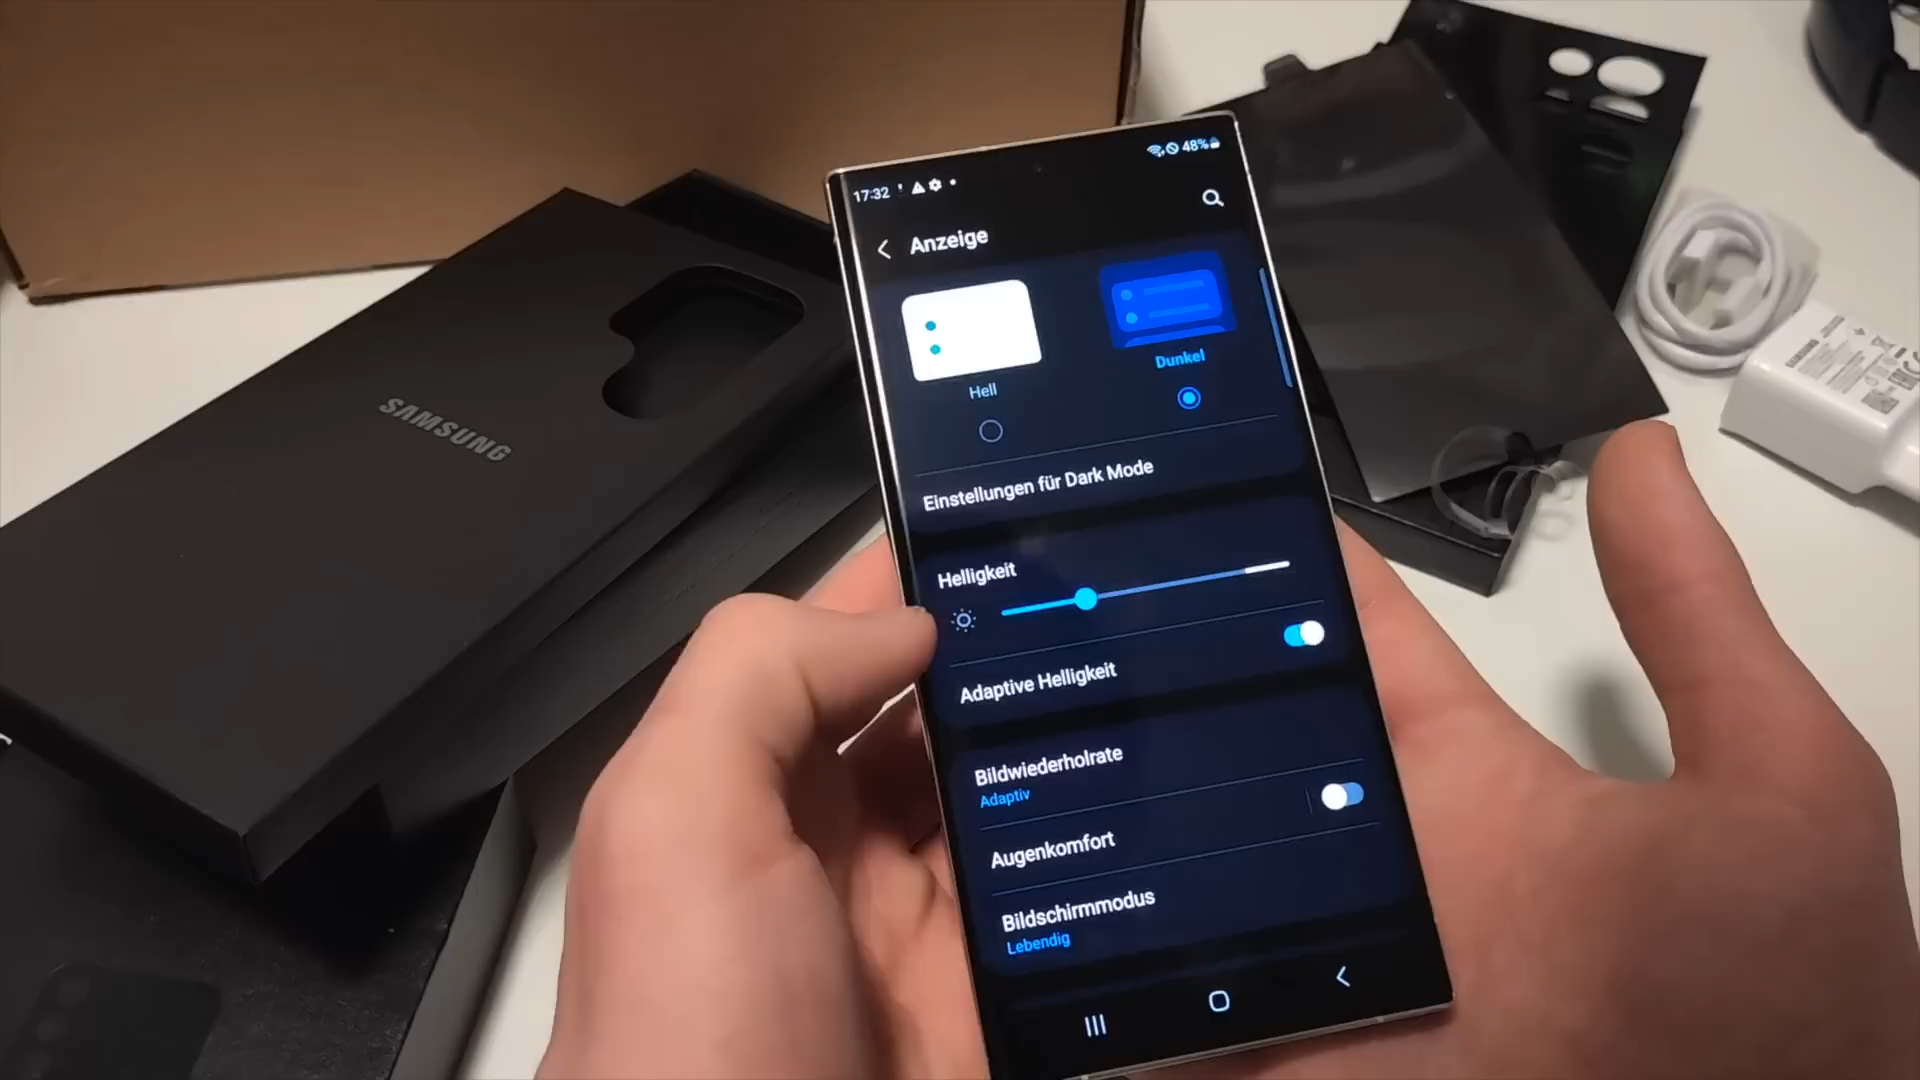 17:32
48%
Anzeige
Hell
Dunkel
Einstellungen für Dark Mode
Helligkeit
Adaptive Helligkeit
Bildwiederholrate
Adaptiv
Augenkomfort
Bildschirmmodus
Lebendig
SAMSUNG
SAMSUNG